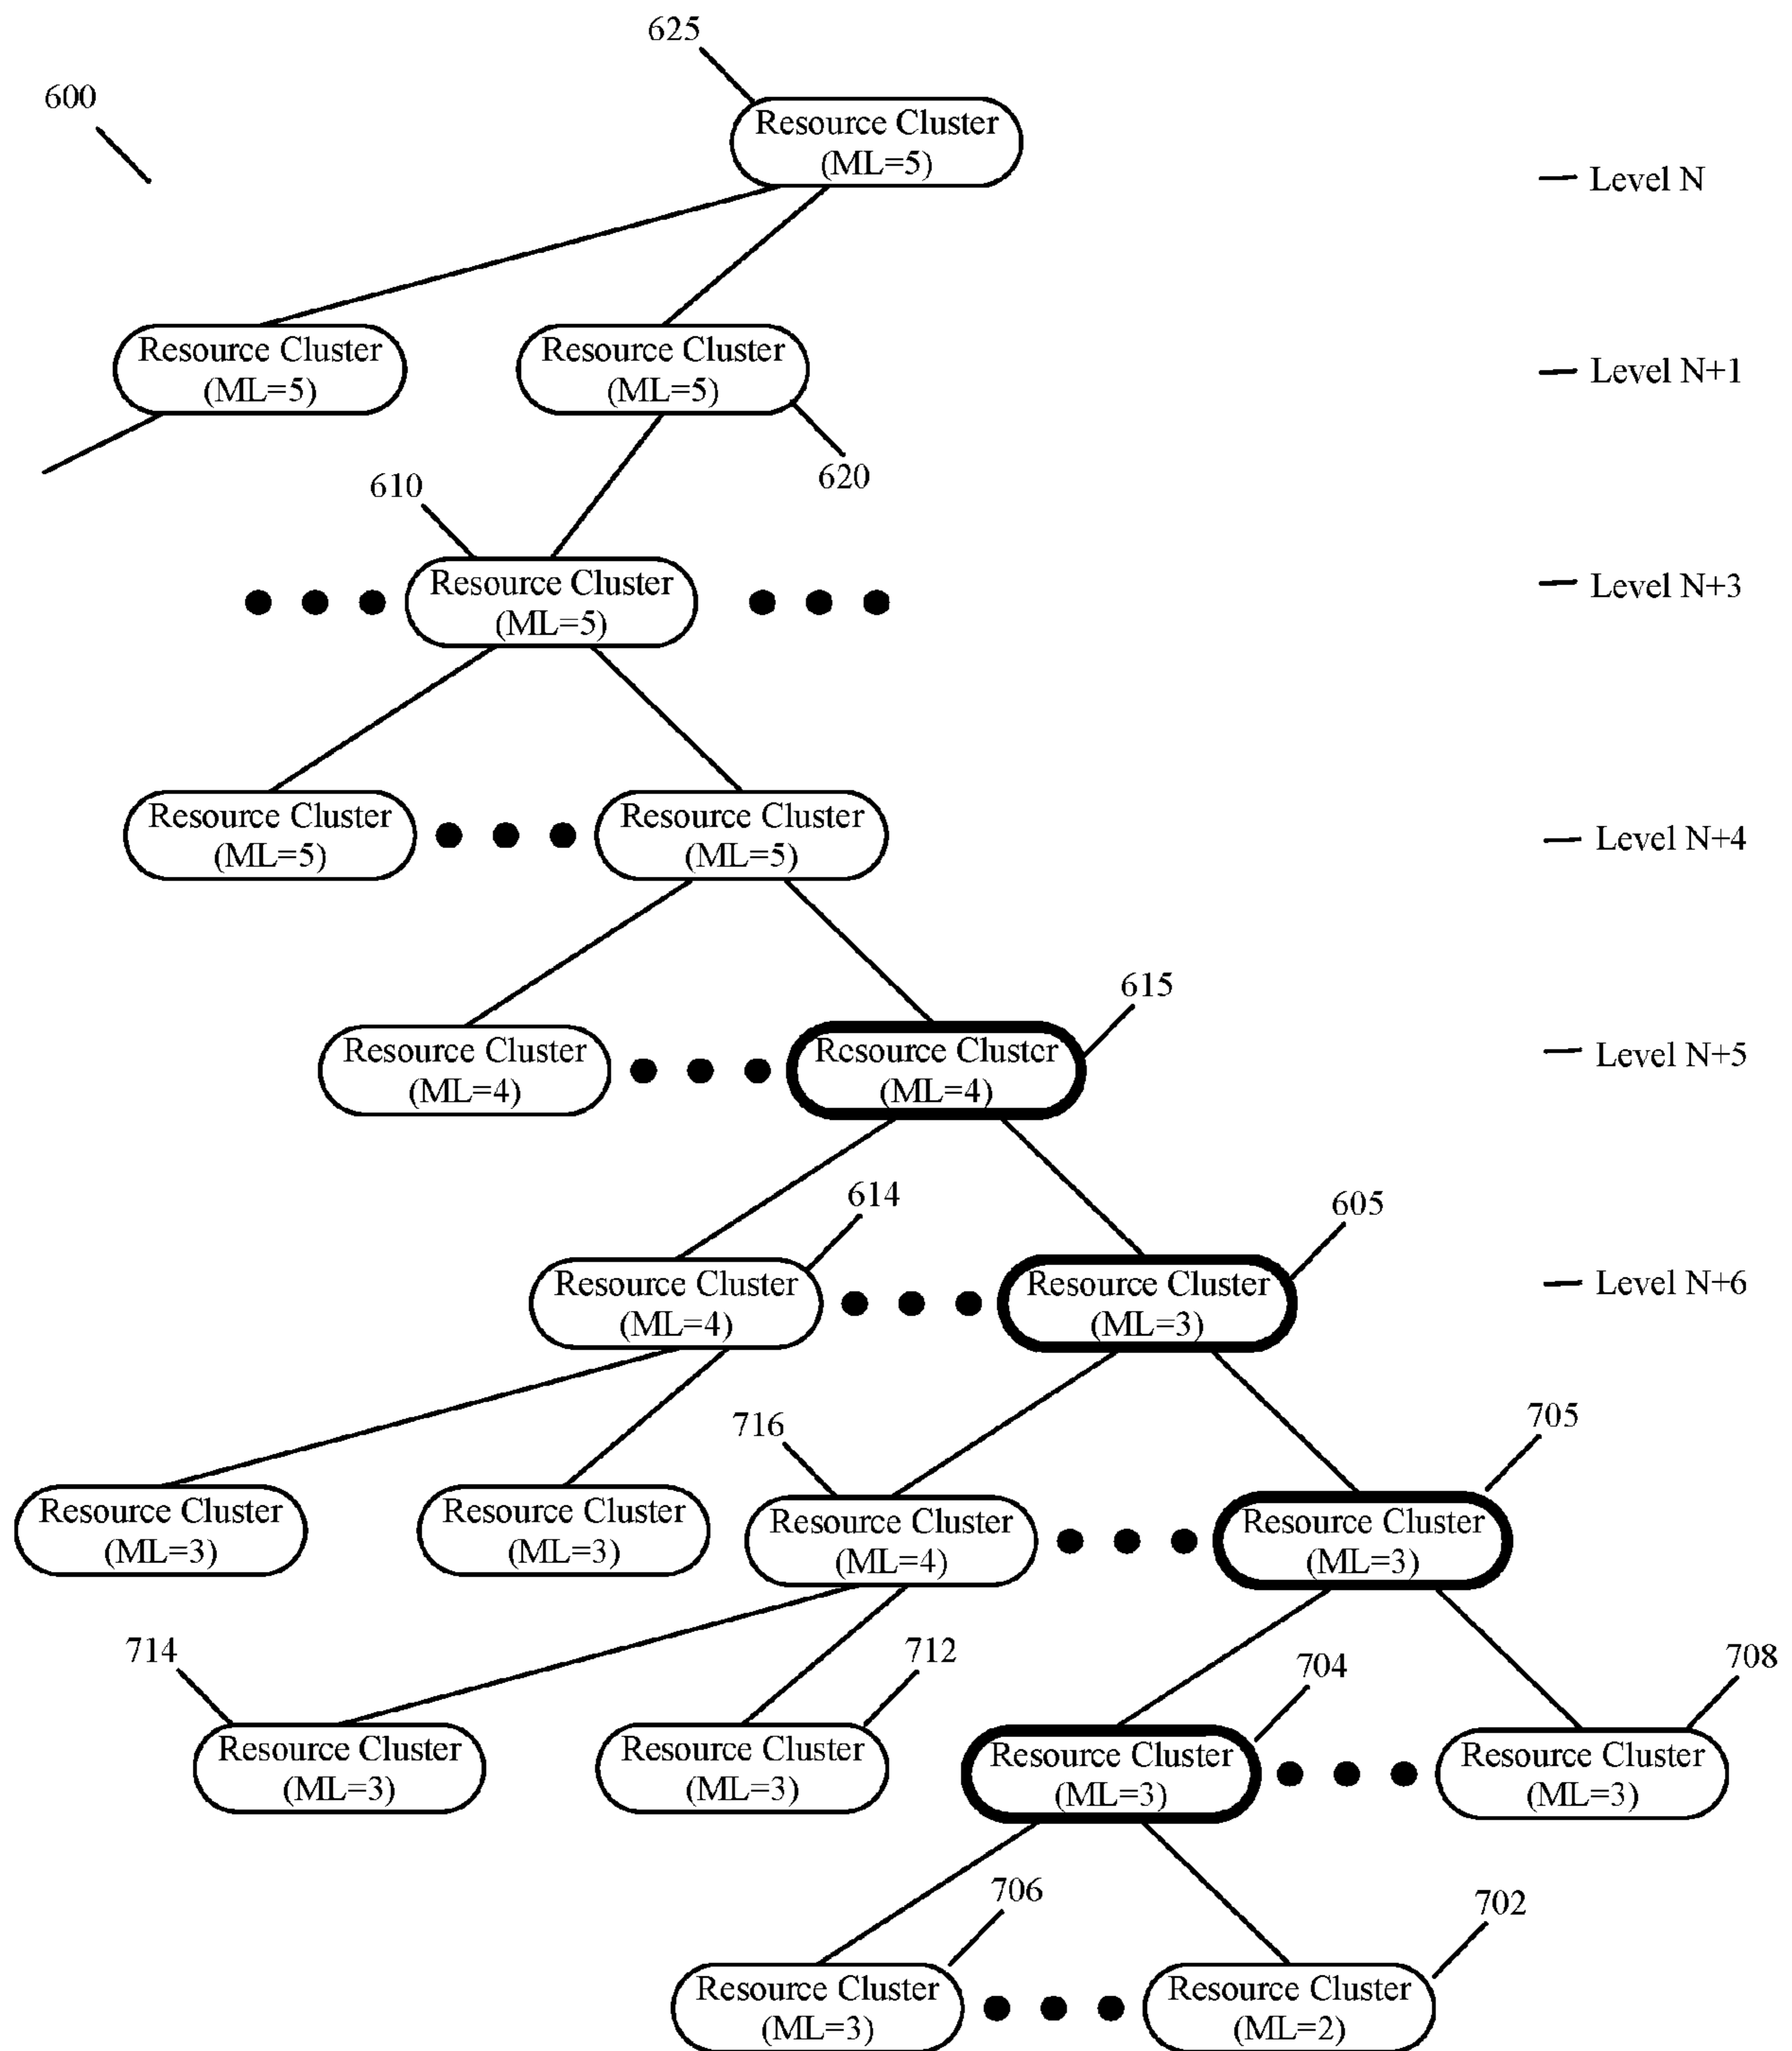 625
600
Resource Cluster
(ML=5)
Level N
Resource Cluster
(ML=5)
Resource Cluster
(ML=5)
Level N+1
620
610
Resource Cluster
(ML=5)
Level N+3
Resource Cluster
(ML=5)
Resource Cluster
(ML=5)
Level N+4
615
Resource Cluster
(ML=4)
Resource Cluster
(ML=4)
Level N+5
614
605
Resource Cluster
(ML=4)
Resource Cluster
(ML=3)
Level N+6
716
705
Resource Cluster
(ML=3)
Resource Cluster
(ML=3)
Resource Cluster
(ML=4)
Resource Cluster
(ML=3)
714
712
704
708
Resource Cluster
(ML=3)
Resource Cluster
(ML=3)
Resource Cluster
(ML=3)
Resource Cluster
(ML=3)
706
702
Resource Cluster
(ML=3)
Resource Cluster
(ML=2)